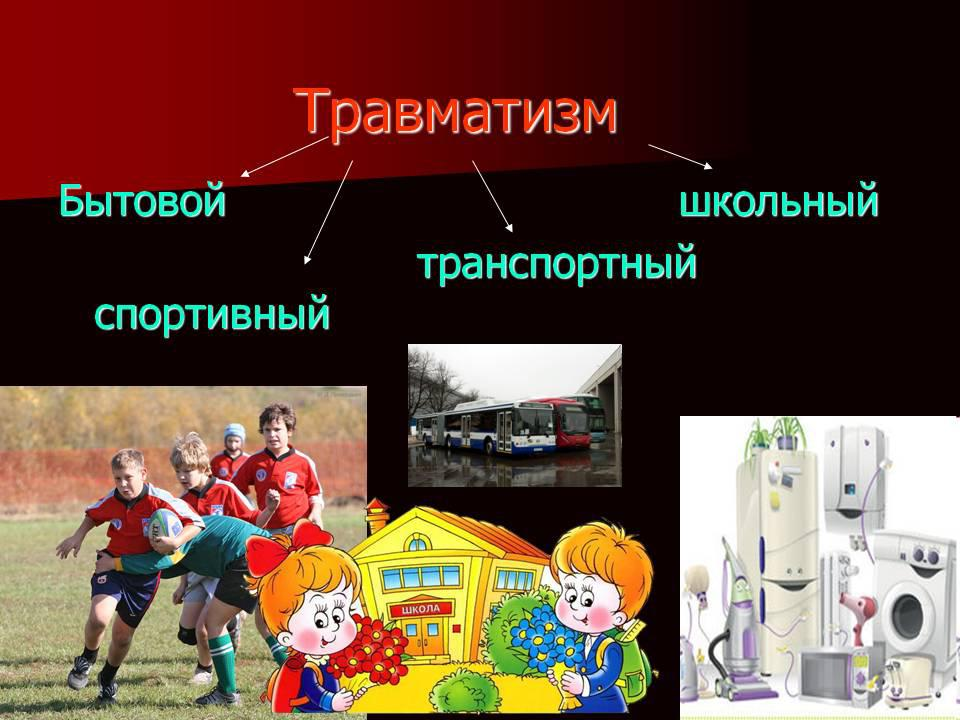 Травматизм
Бытовой
школьный
транспортный
спортивный
ШКОЛА